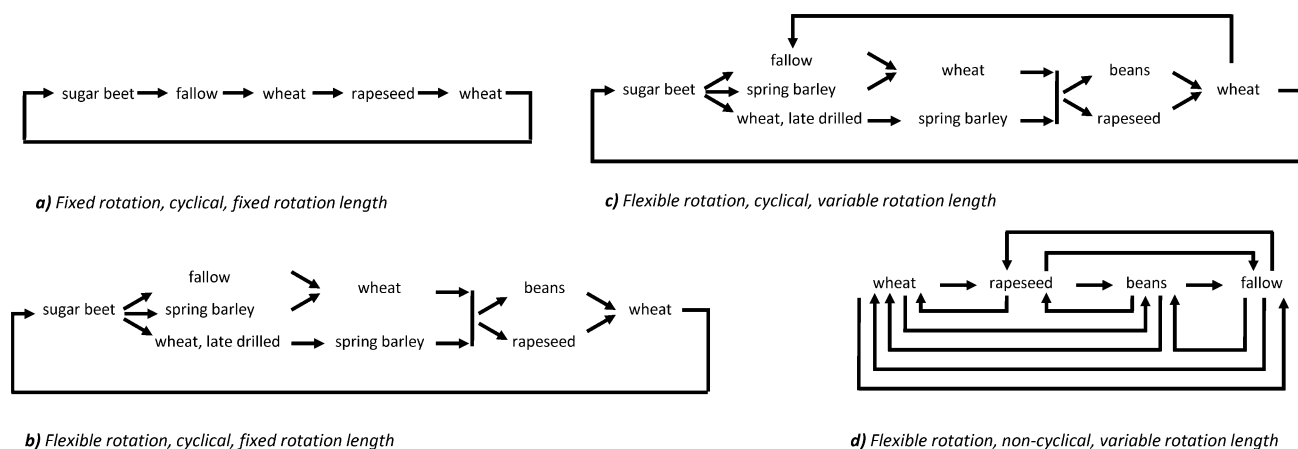 sugar beet fallow wheat rapeseed wheat
a) Fixed rotation, cyclical, fixed rotation length
fallow
sugar beet spring barley wheat beans wheat
wheat, late drilled spring barley rapeseed
c) Flexible rotation, cyclical, variable rotation length
fallow
sugar beet spring barley wheat beans wheat
wheat, late drilled spring barley rapeseed
b) Flexible rotation, cyclical, fixed rotation length
wheat rapeseed beans fallow
d) Flexible rotation, non-cyclical, variable rotation length